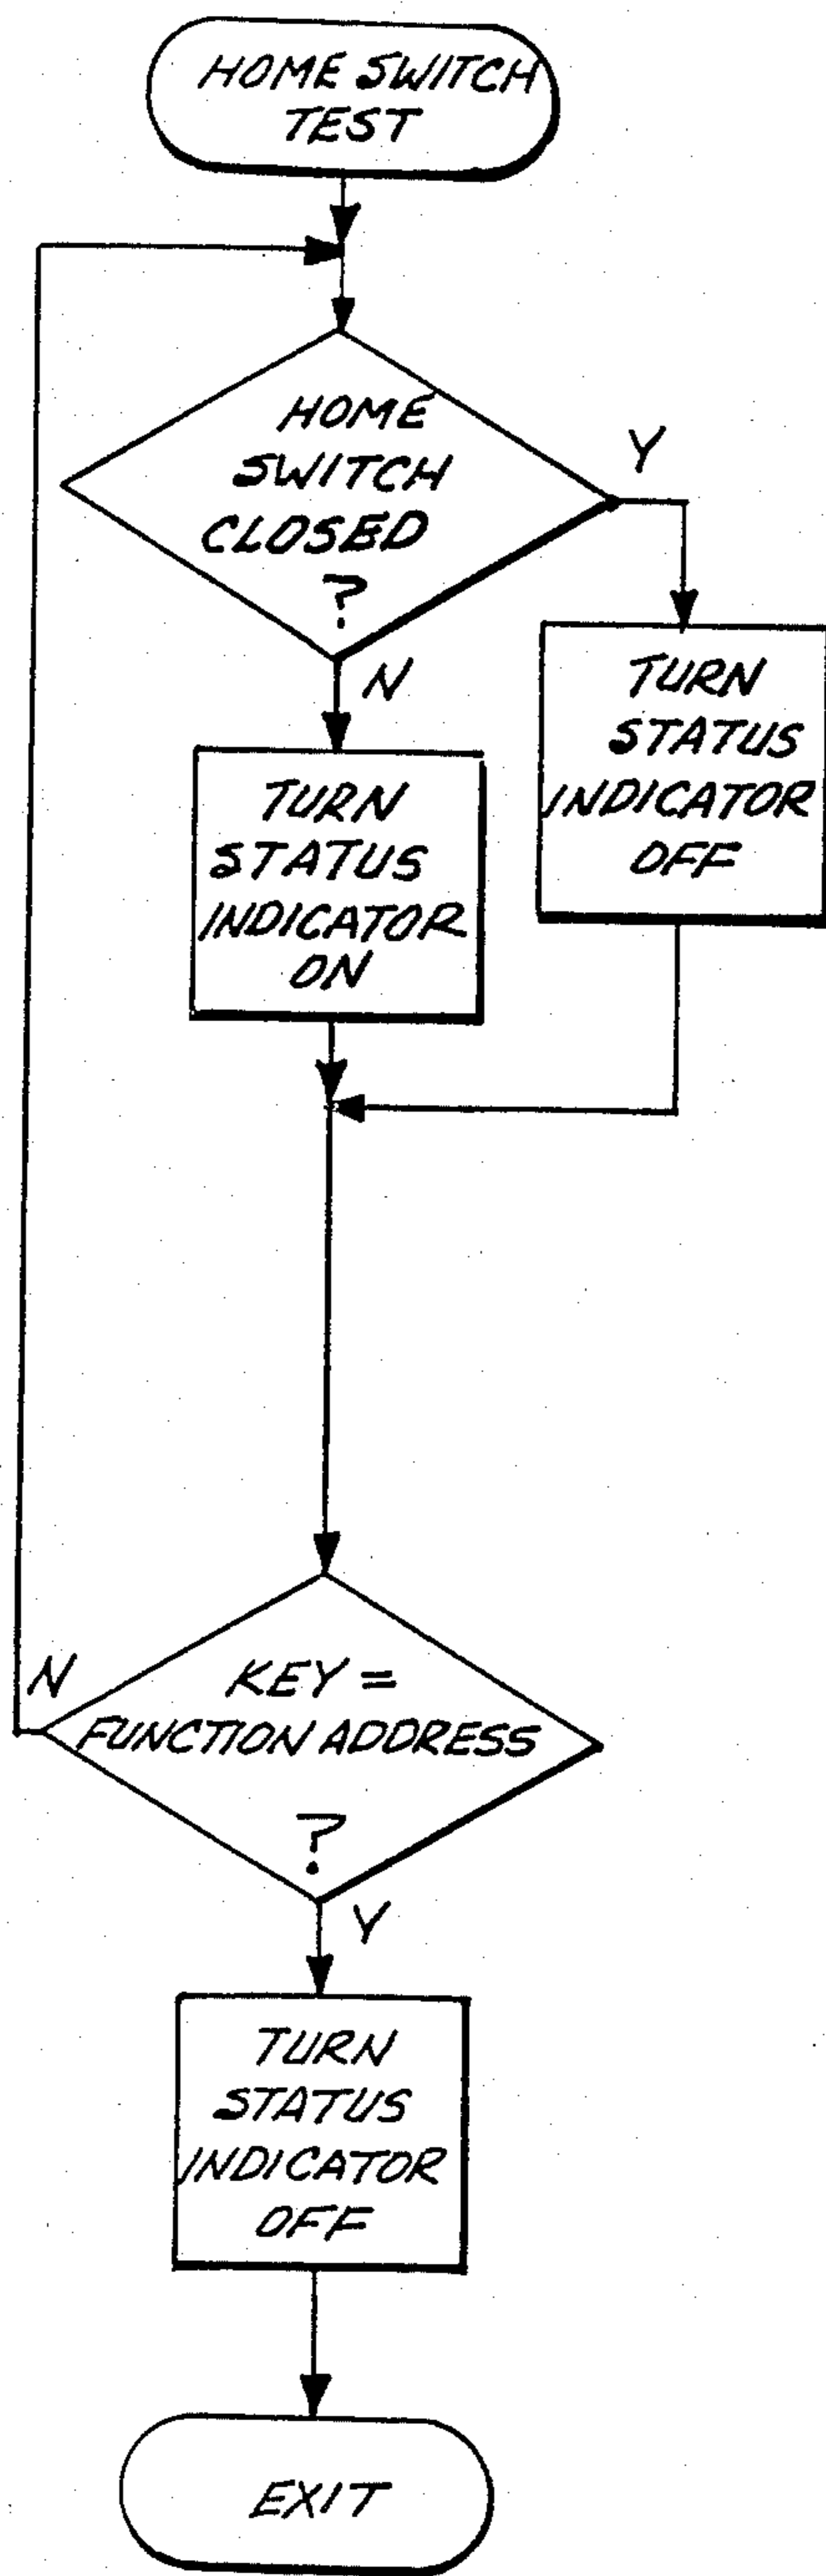 HOME SWITCH
TEST
HOME
SWITCH
CLOSED
?
Y
N
TURN
STATUS
INDICATOR
OFF
TURN
STATUS
INDICATOR
ON
N
KEY =
FUNCTION ADDRESS
?
Y
TURN
STATUS
INDICATOR
OFF
EXIT